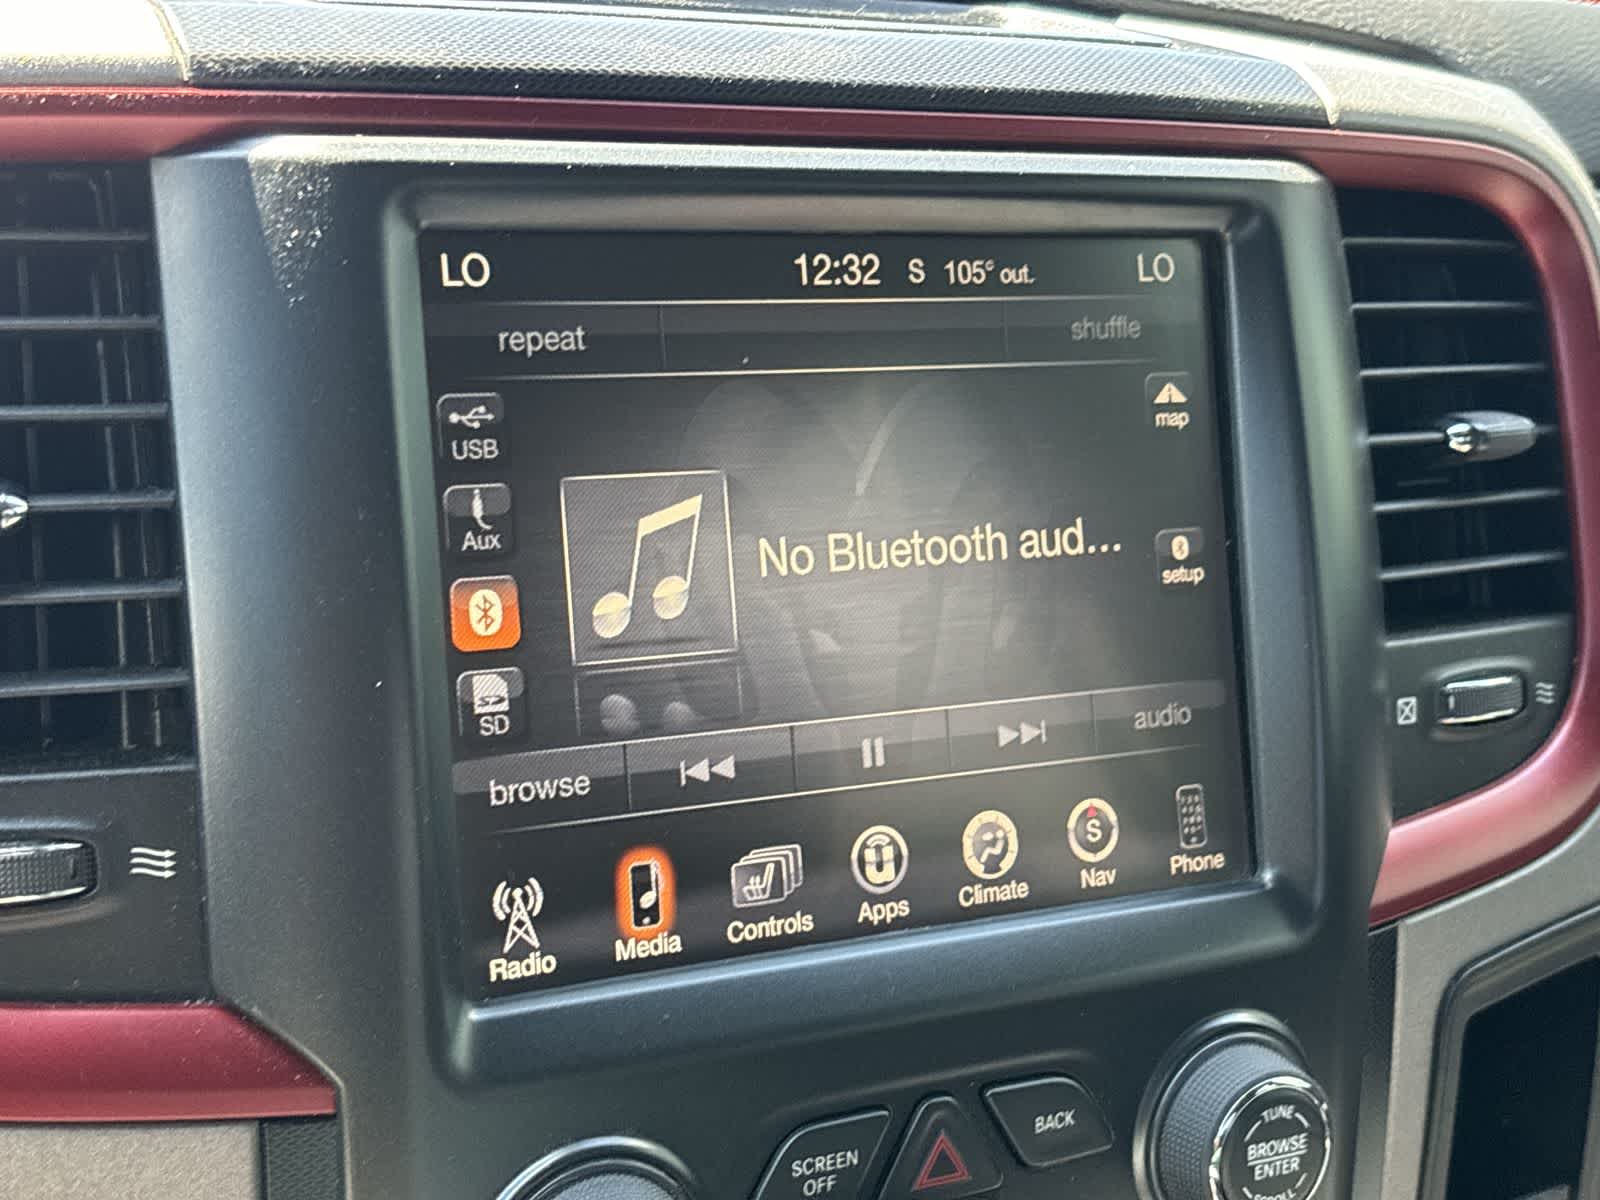 LO 12:32 S 105° out. LO
repeat shuffle
USB
map
Aux
No Bluetooth aud...
setup
SD
browse audio
Radio Media Controls Apps Climate S Nav Phone
SCREEN OFF
BACK
TUNE
BROWSE
ENTER
SCROLL